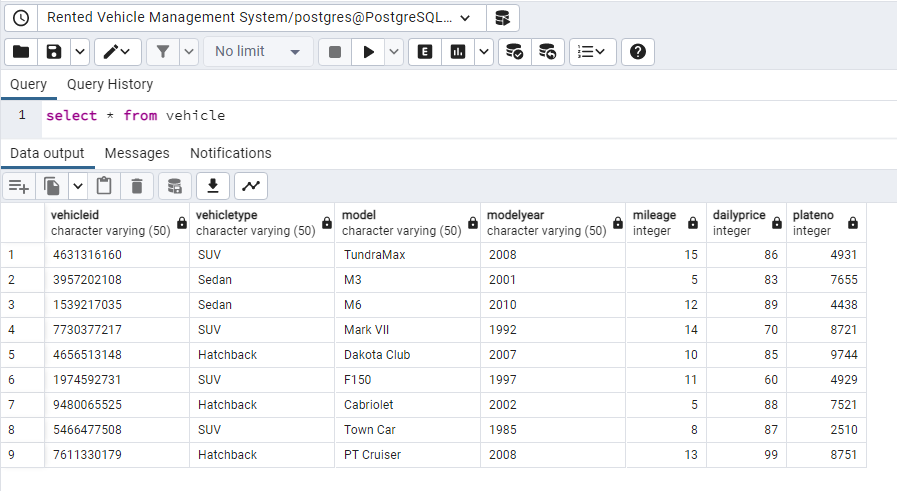 Rented Vehicle Management System/postgres@PostgreSQL...
No limit
E
Query Query History
1 select * from vehicle
Data output Messages Notifications
vehicleid vehicletype model modelyear mileage dailyprice plateno
character varying (50) character varying (50) character varying (50) character varying (50) integer integer integer
1 4631316160 SUV TundraMax 2008 15 86 4931
2 3957202108 Sedan M3 2001 5 83 7655
3 1539217035 Sedan M6 2010 12 89 4438
4 7730377217 SUV Mark VII 1992 14 70 8721
5 4656513148 Hatchback Dakota Club 2007 10 85 9744
6 1974592731 SUV F150 1997 11 60 4929
7 9480065525 Hatchback Cabriolet 2002 5 88 7521
8 5466477508 SUV Town Car 1985 8 87 2510
9 7611330179 Hatchback PT Cruiser 2008 13 99 8751